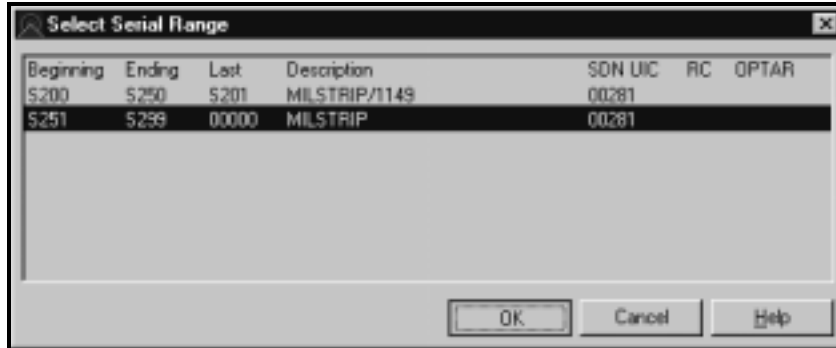 Select Serial Range
Beginning Ending Last Description SDN UIC RC OPTAR
S200 S250 S201 MILSTRIP/1149 00281
S251 S299 00000 MILSTRIP 00281
OK Cancel Help